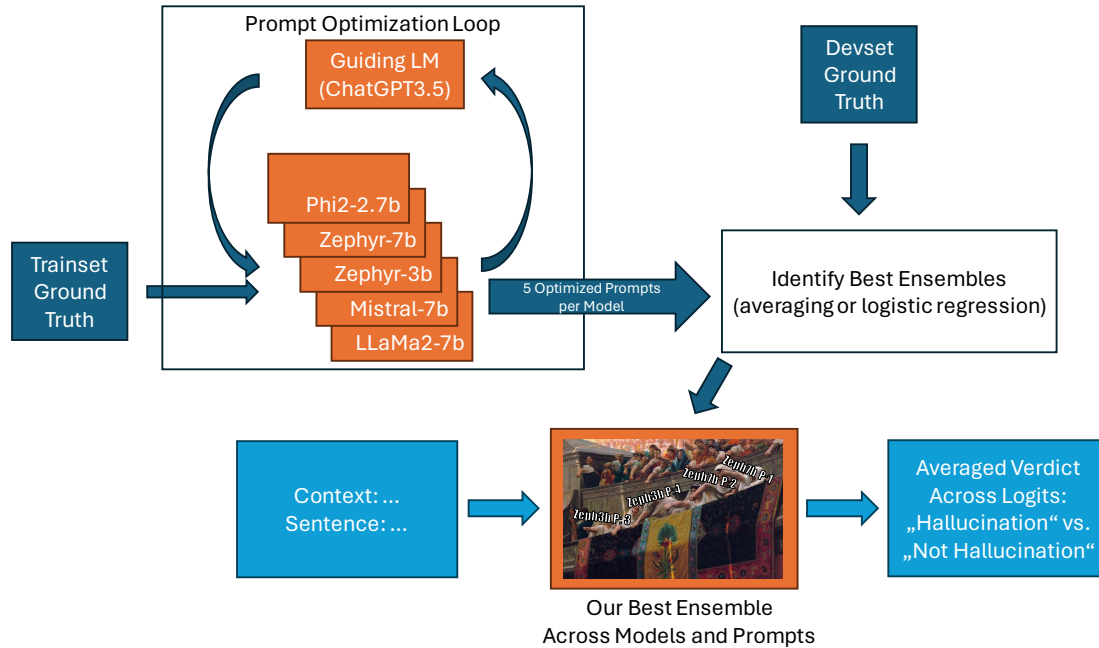 Prompt Optimization Loop
Guiding LM
(ChatGPT3.5)
Devset
Ground
Truth
Phi2-2.7b
Zephyr-7b
Zephyr-3b
Mistral-7b
LLaMa2-7b
Trainset
Ground
Truth
5 Optimized Prompts
per Model
Identify Best Ensembles
(averaging or logistic regression)
Context: ...
Sentence: ...
Zeph3b P. 3
Zeph3b P. 4
Zeph7b P. 2
Zeph7b P. 1
Averaged Verdict
Across Logits:
„Hallucination“ vs.
„Not Hallucination“
Our Best Ensemble
Across Models and Prompts